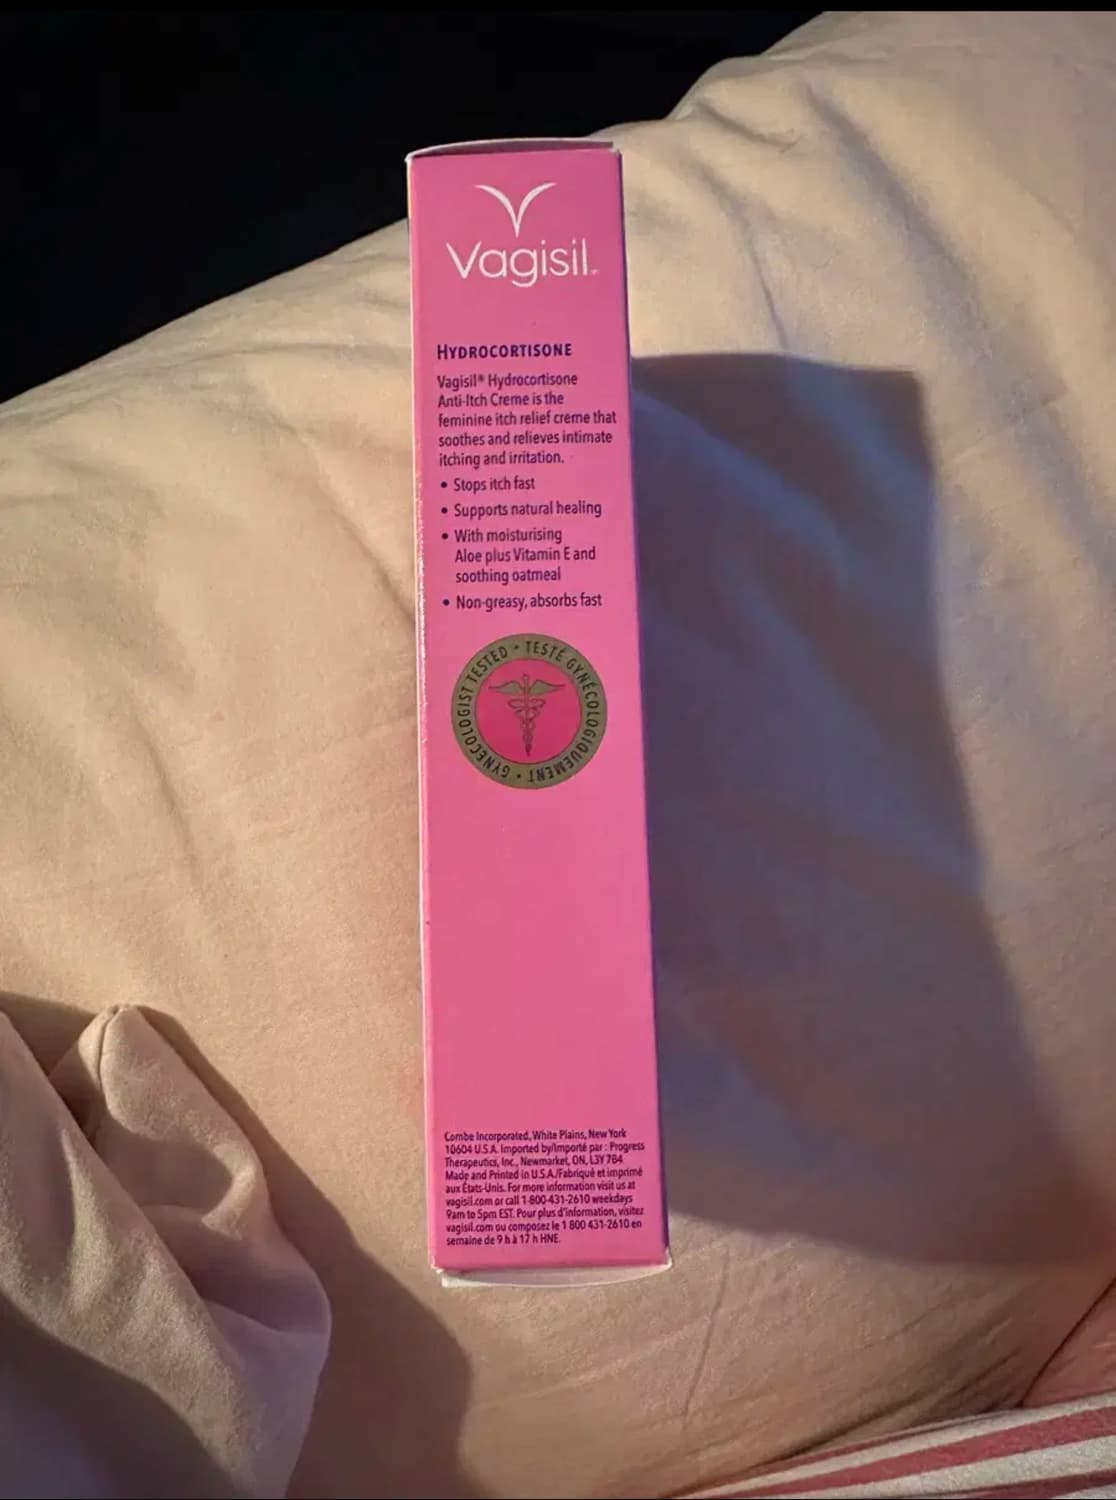 Vagisil®
HYDROCORTISONE
Vagisil® Hydrocortisone
Anti-Itch Creme is the
feminine itch relief creme that
soothes and relieves intimate
itching and irritation.
• Stops itch fast
• Supports natural healing
• With moisturising
Aloe plus Vitamin E and
soothing oatmeal
• Non-greasy, absorbs fast
GYNECOLOGIST TESTED • TESTÉ GYNÉCOLOGIQUEMENT •
Combe Incorporated, White Plains, New York
10604 U.S.A. Imported by/Importé par : Progress
Therapeutics, Inc., Newmarket, ON, L3Y 7B4
Made and Printed in U.S.A./Fabriqué et imprimé
aux États-Unis. For more information visit us at
vagisil.com or call 1-800-431-2610 weekdays
9am to 5pm EST. Pour plus d'information, visitez
vagisil.com ou composez le 1 800 431-2610 en
semaine de 9 h à 17 h HNE.